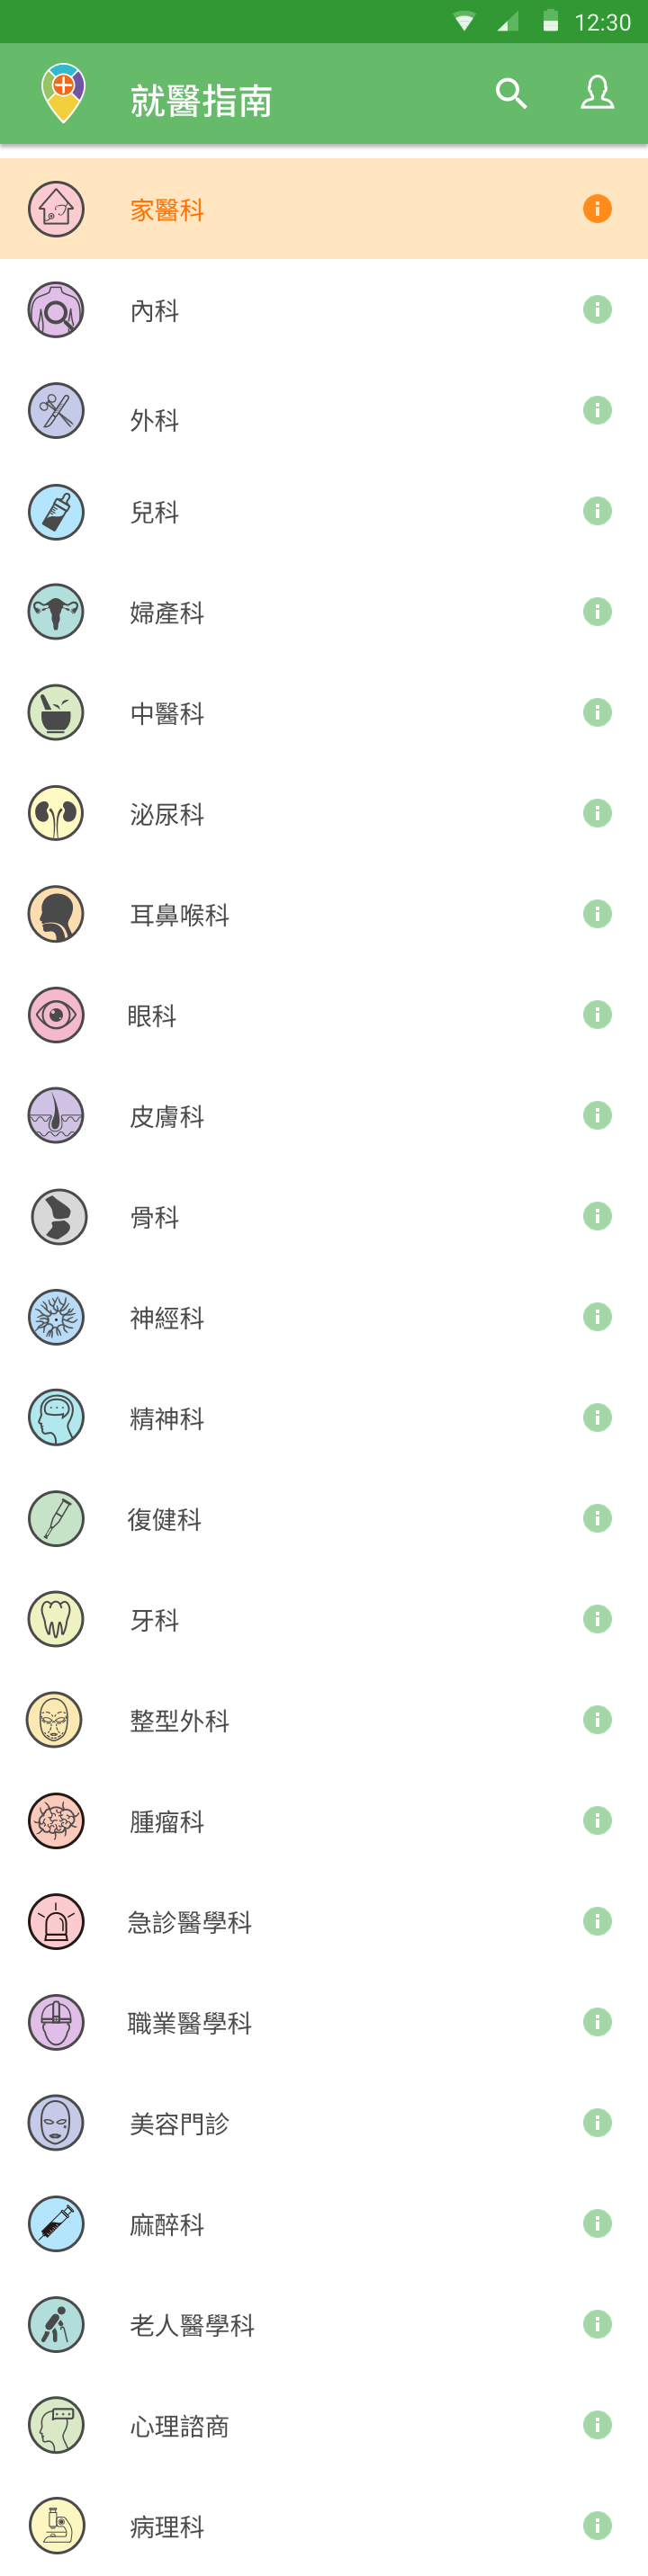 12:30
就醫指南
家醫科
內科
外科
兒科
婦產科
中醫科
泌尿科
耳鼻喉科
眼科
皮膚科
骨科
神經科
精神科
復健科
牙科
整型外科
腫瘤科
急診醫學科
職業醫學科
美容門診
麻醉科
老人醫學科
心理諮商
病理科